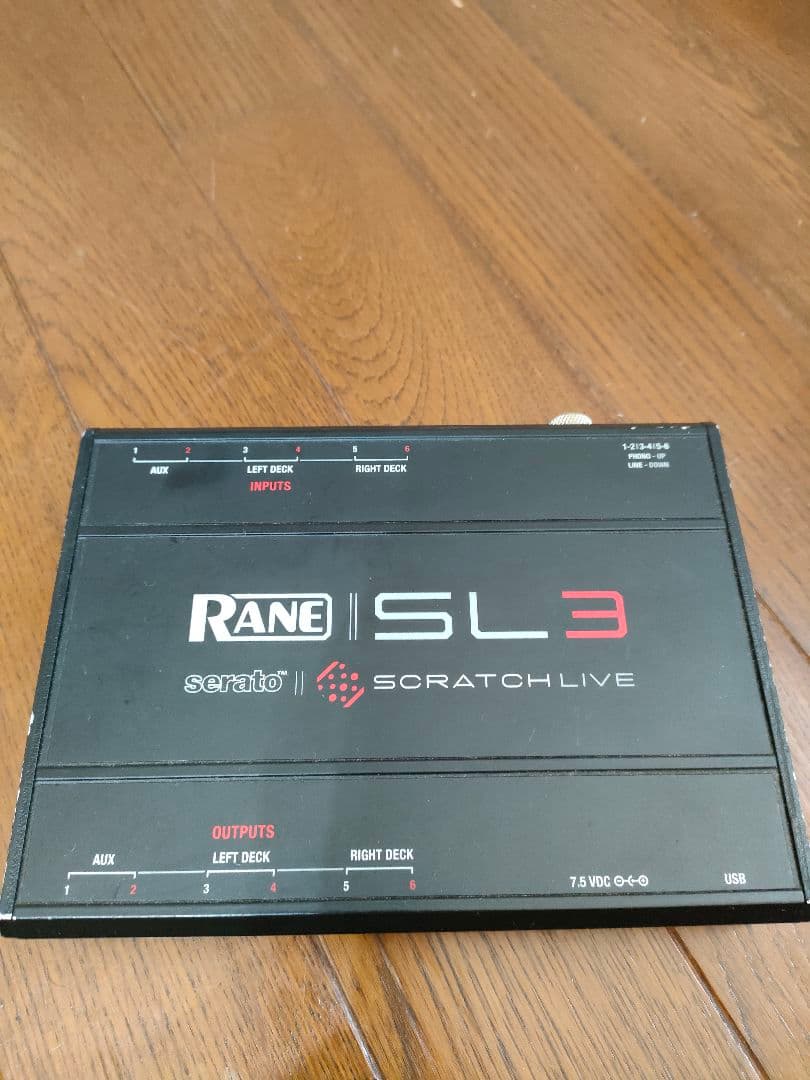 1 2 3 4 5 6
AUX LEFT DECK RIGHT DECK
INPUTS
1-2|3-4|5-6
PHONO - UP
LINE - DOWN
RANE || SL3
serato™ || SCRATCH LIVE
OUTPUTS
AUX LEFT DECK RIGHT DECK
1 2 3 4 5 6
7.5 VDC
USB